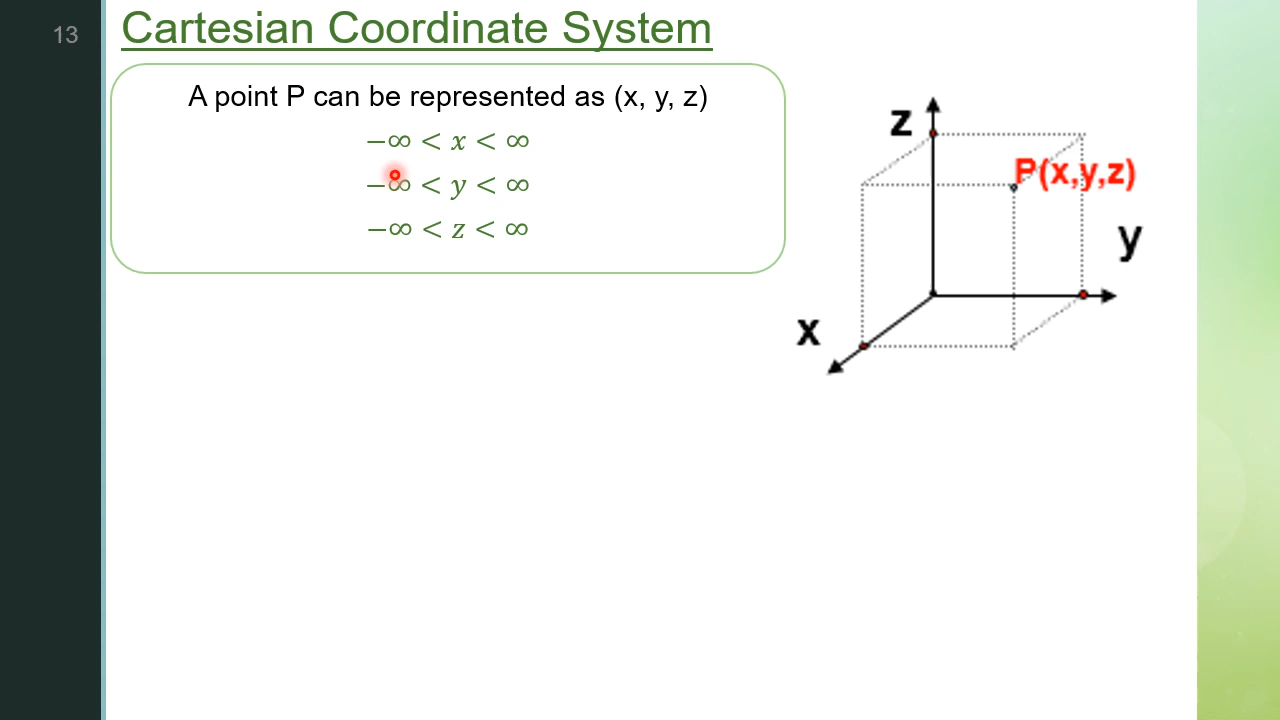 13
Cartesian Coordinate System
A point P can be represented as (x, y, z)
−∞ < x < ∞
−∞ < y < ∞
−∞ < z < ∞
z
P(x,y,z)
y
x